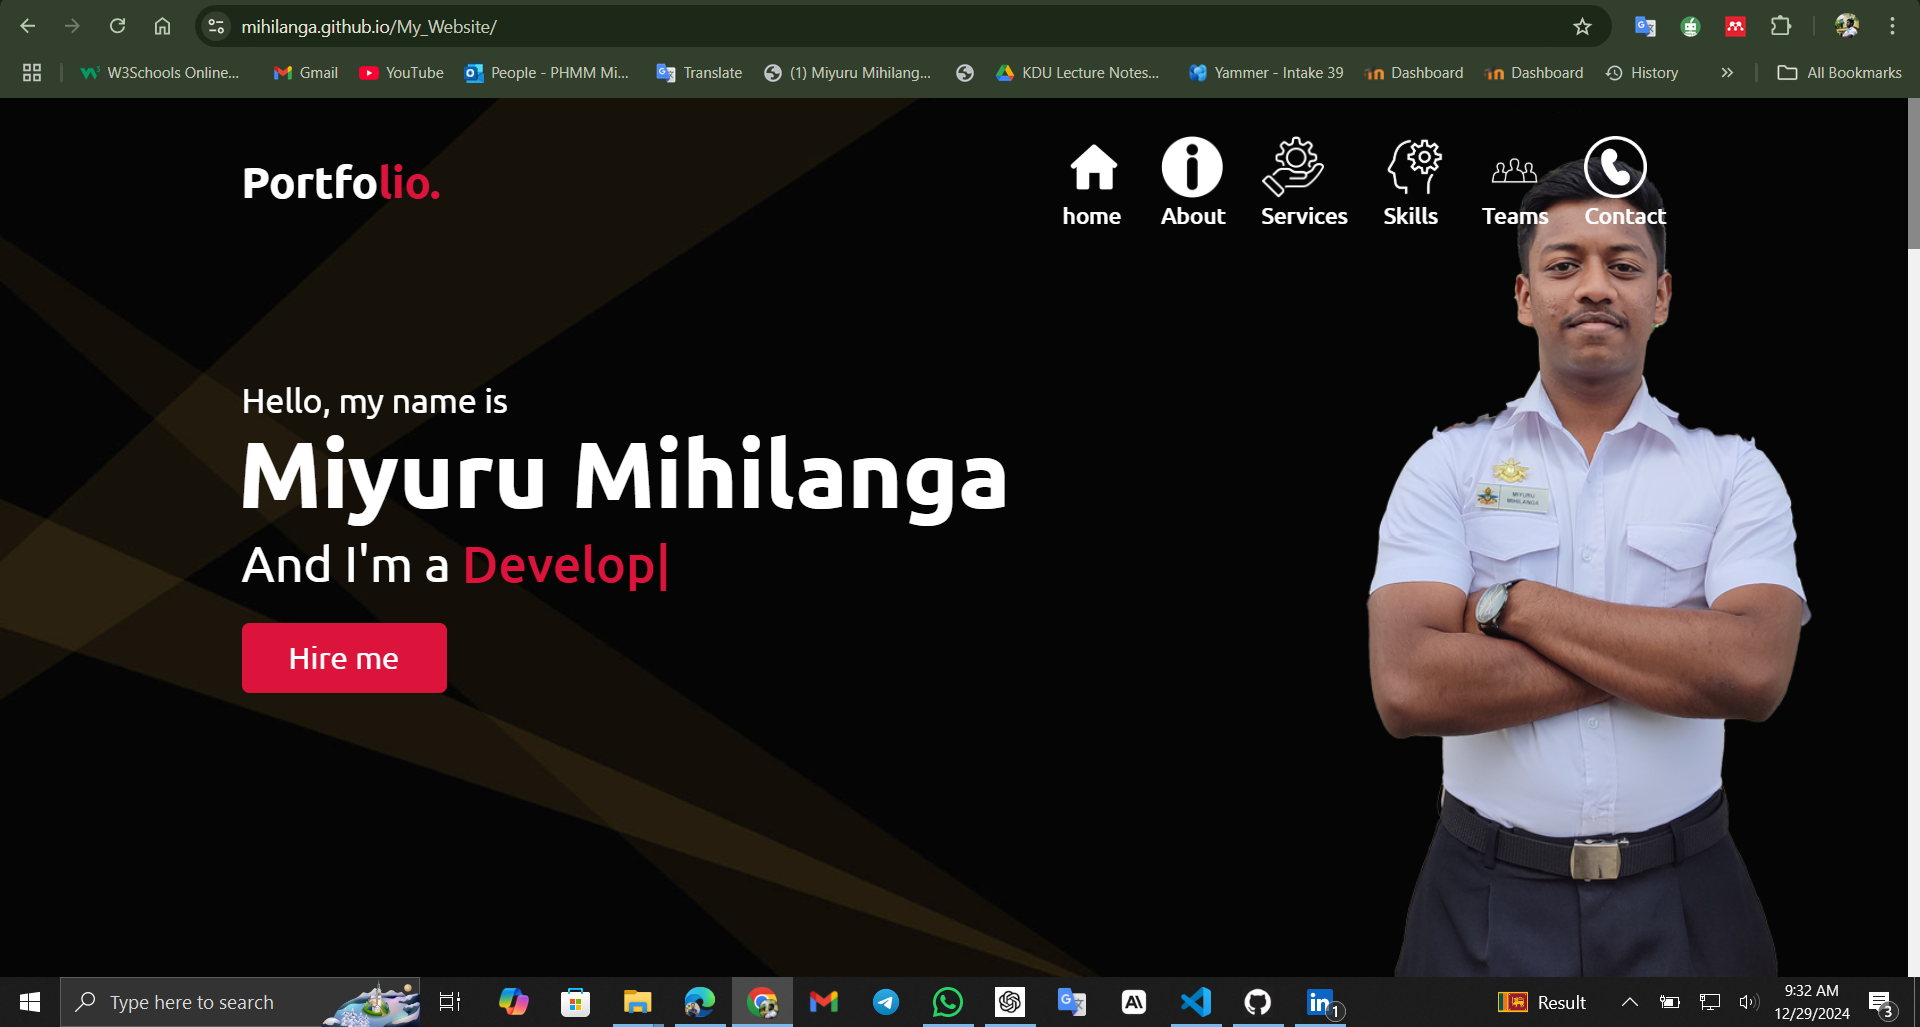 mihilanga.github.io/My_Website/
W3Schools Online... Gmail YouTube People - PHMM Mi... Translate (1) Miyuru Mihilang... KDU Lecture Notes... Yammer - Intake 39 Dashboard Dashboard History » All Bookmarks
Portfolio.
home About Services Skills Teams Contact
Hello, my name is
Miyuru Mihilanga
And I'm a Develop|
Hire me
MIYURU
MIHILANGA
Type here to search
Result
1
9:32 AM
12/29/2024
3